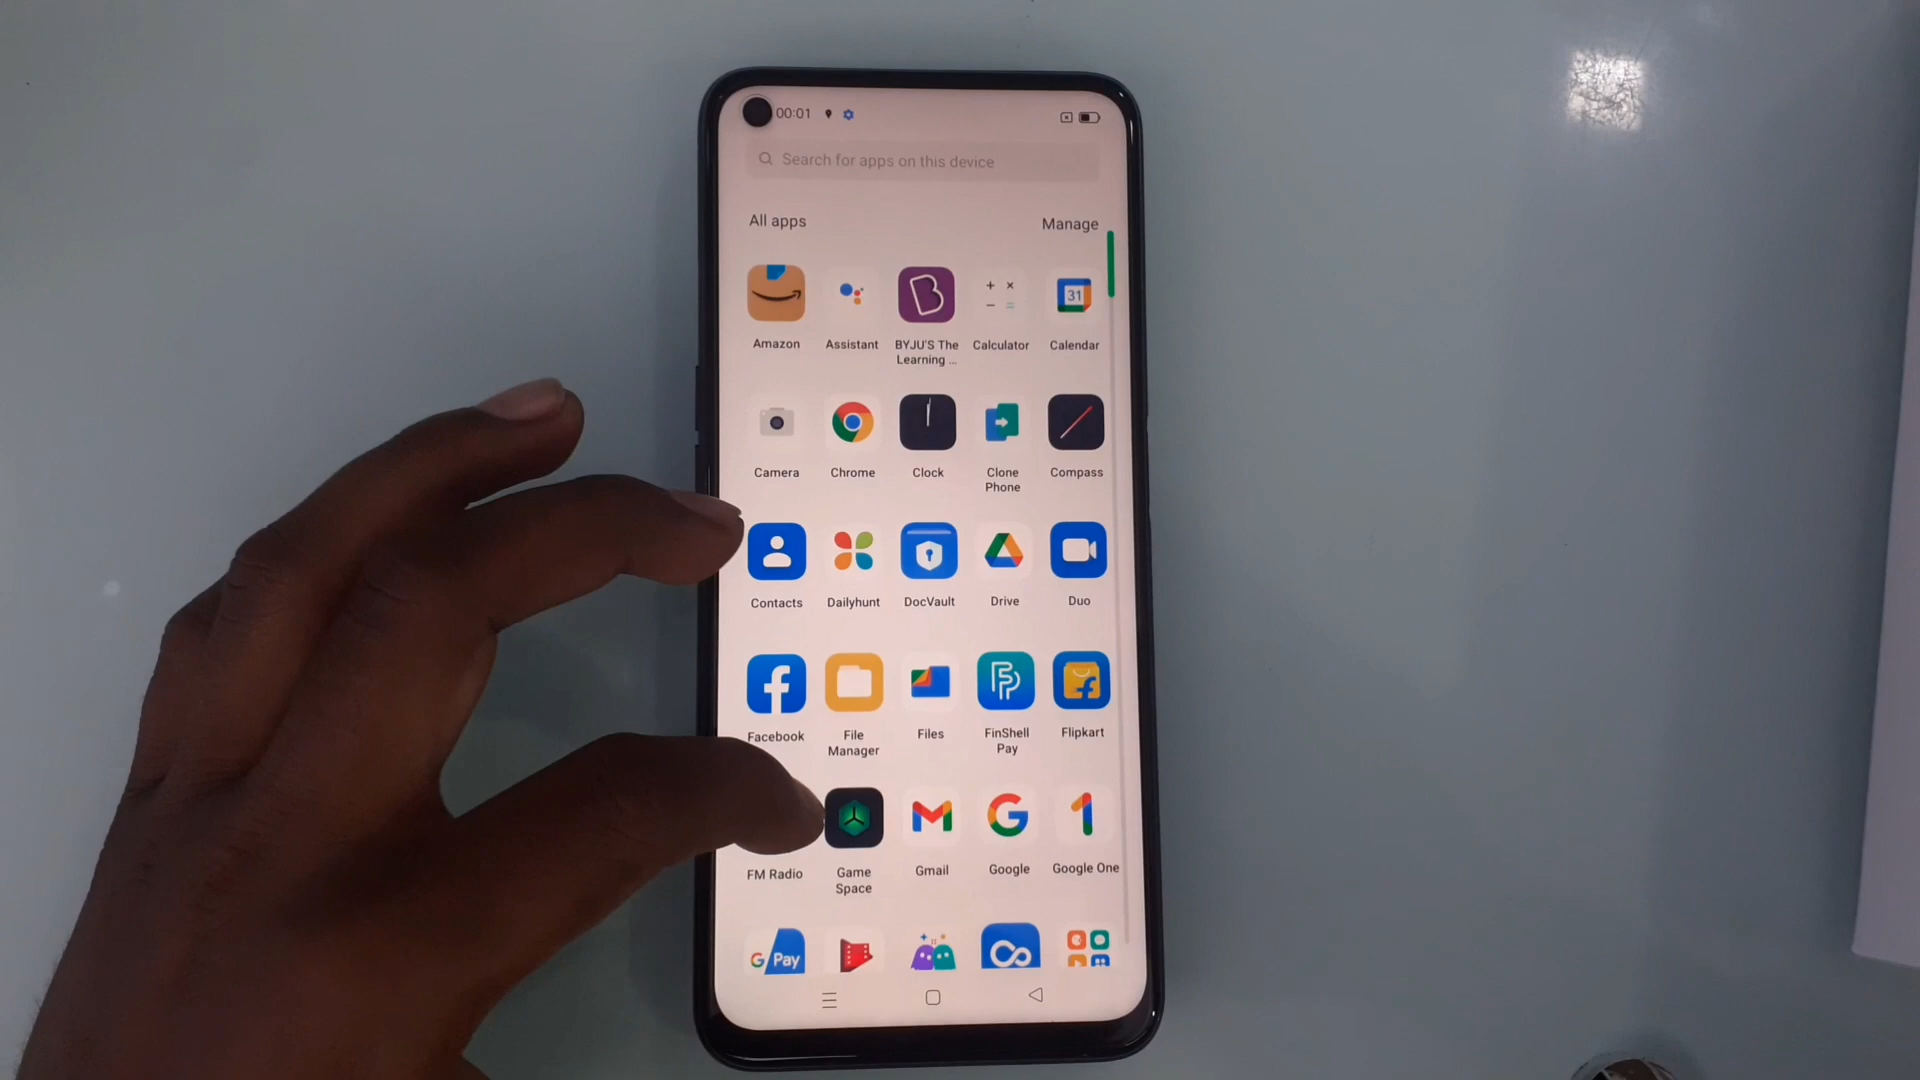 00:01
Search for apps on this device
All apps
Manage
31
Amazon
Assistant
BYJU'S The
Learning ...
Calculator
Calendar
Camera
Chrome
Clock
Clone
Phone
Compass
Contacts
Dailyhunt
DocVault
Drive
Duo
Facebook
File
Manager
Files
FinShell
Pay
Flipkart
FM Radio
Game
Space
Gmail
Google
Google One
G Pay